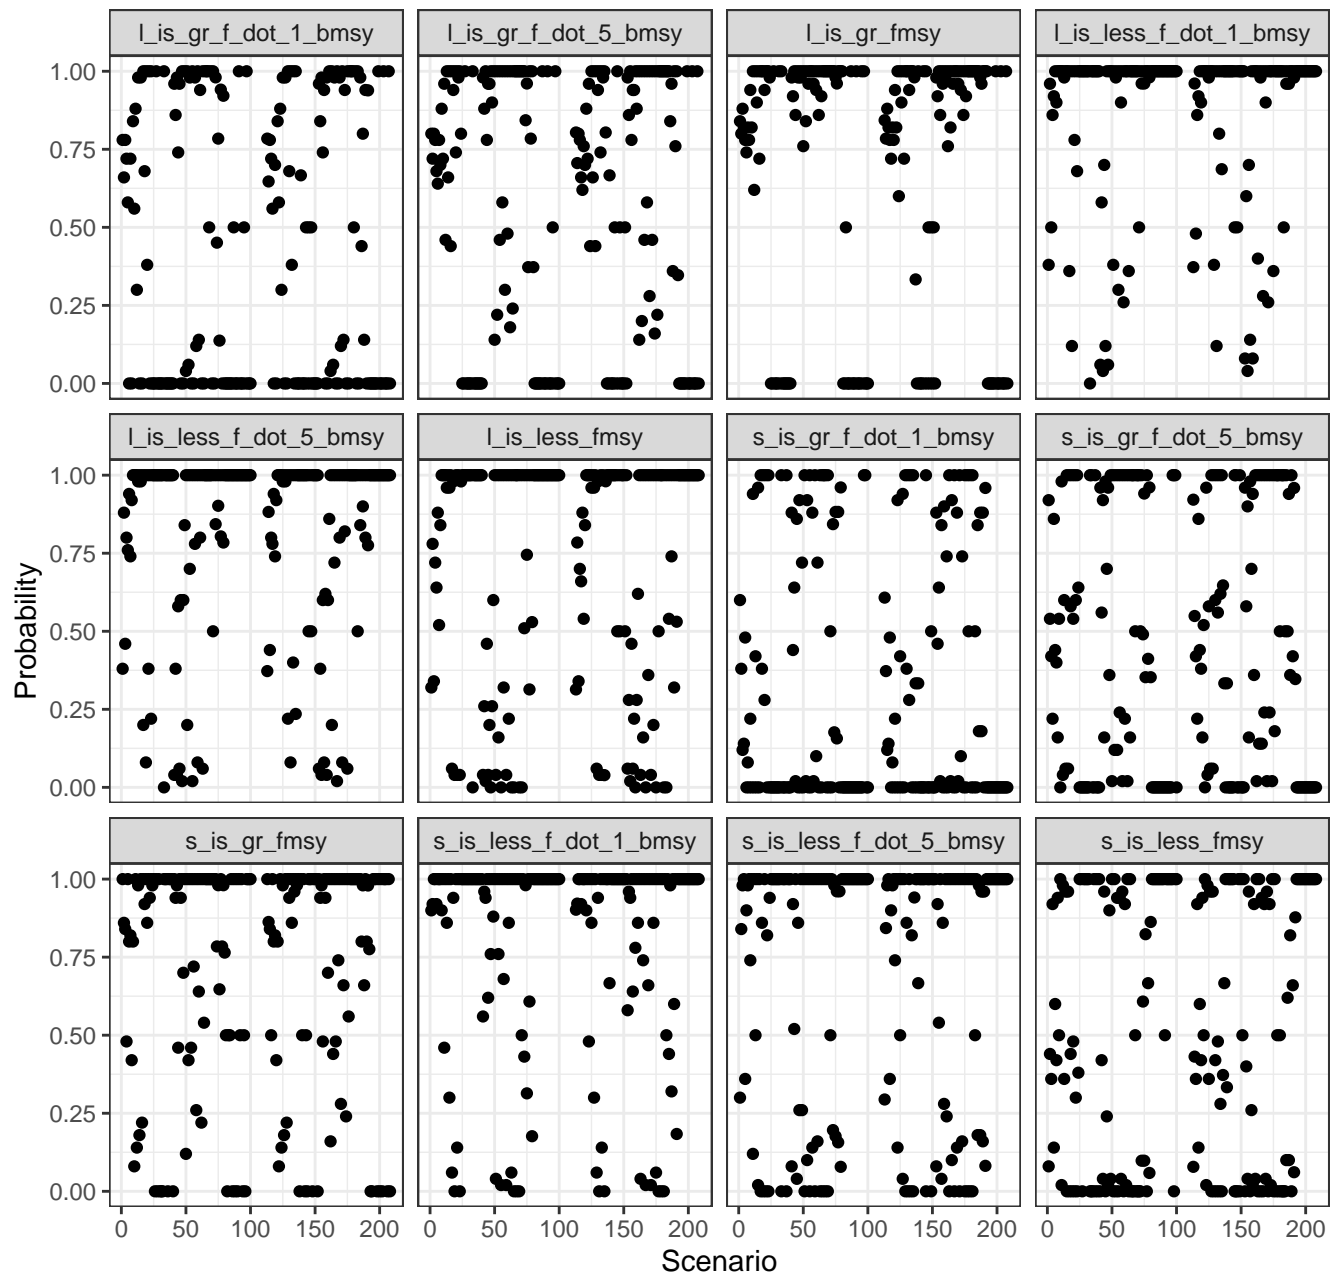 l_is_gr_f_dot_1_bmsy l_is_gr_f_dot_5_bmsy l_is_gr_fmsy l_is_less_f_dot_1_bmsy
1.00
0.75
0.50
0.25
0.00
l_is_less_f_dot_5_bmsy l_is_less_fmsy s_is_gr_f_dot_1_bmsy s_is_gr_f_dot_5_bmsy
1.00
0.75
0.50
0.25
0.00
Probability
s_is_gr_fmsy s_is_less_f_dot_1_bmsy s_is_less_f_dot_5_bmsy s_is_less_fmsy
1.00
0.75
0.50
0.25
0.00
0 50 100 150 200 0 50 100 150 200 0 50 100 150 200 0 50 100 150 200
Scenario